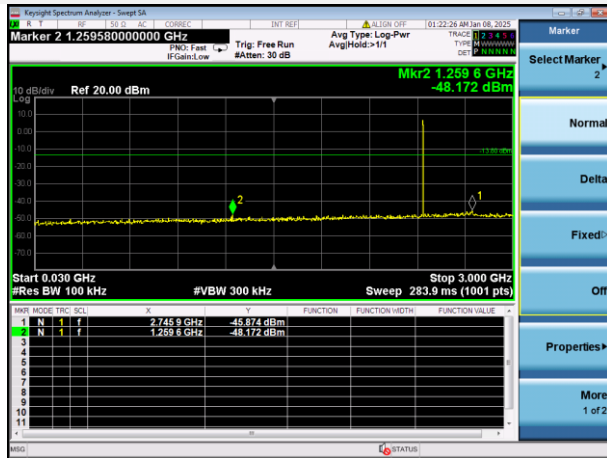 Keysight Spectrum Analyzer - Swept SA
R T RF 50 Ω AC CORREC INT REF ALIGN OFF 01:22:26 AM Jan 08, 2025
Marker 2 1.259580000000 GHz
PNO: Fast
IFGain:Low
Trig: Free Run
#Atten: 30 dB
Avg Type: Log-Pwr
Avg|Hold:>1/1
TRACE 1 2 3 4 5 6
TYPE M W W W W W
DET P N N N N N
Mkr2 1.259 6 GHz
-48.172 dBm
10 dB/div Ref 20.00 dBm
Log
10.0
0.00
-10.0
-13.80 dBm
-20.0
-30.0
-40.0
2
1
-50.0
-60.0
-70.0
Start 0.030 GHz Stop 3.000 GHz
#Res BW 100 kHz #VBW 300 kHz Sweep 283.9 ms (1001 pts)
MKR MODE TRC SCL X Y FUNCTION FUNCTION WIDTH FUNCTION VALUE
1 N 1 f 2.745 9 GHz -45.874 dBm
2 N 1 f 1.259 6 GHz -48.172 dBm
3
4
5
6
7
8
9
10
11
MSG STATUS
Marker
Select Marker
2
Normal
Delta
Fixed
Off
Properties
More
1 of 2